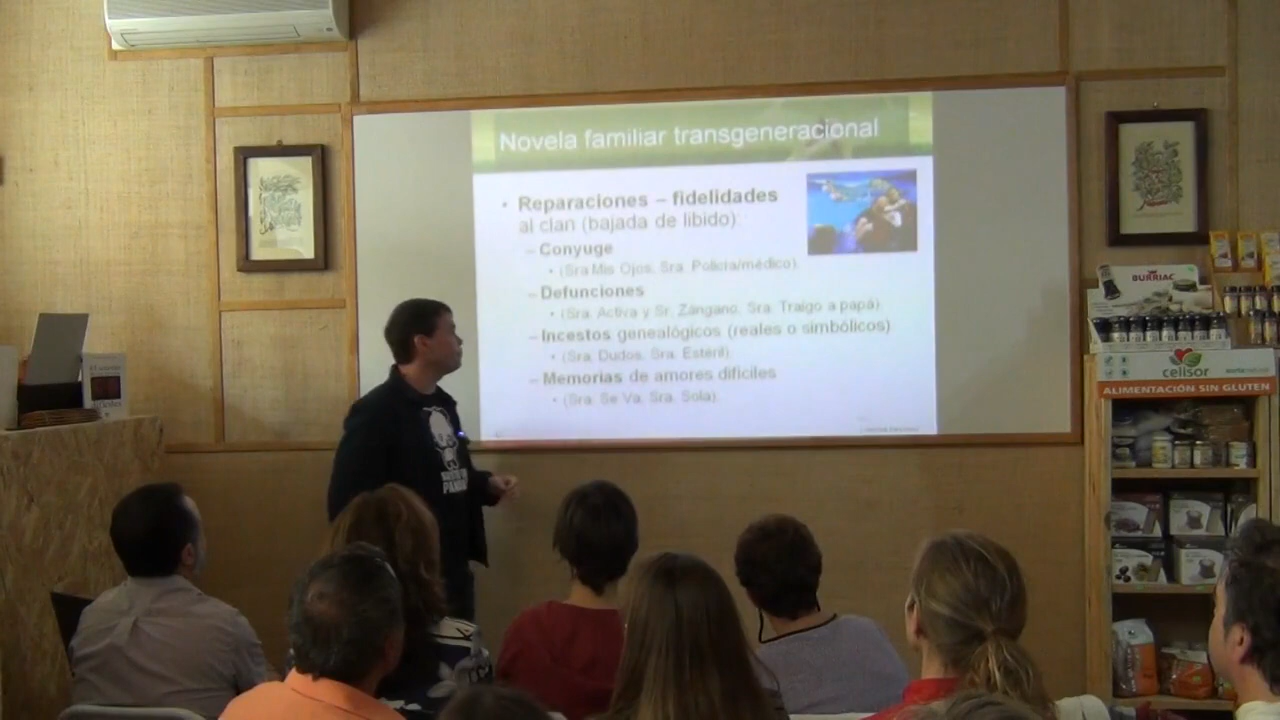 Novela familiar transgeneracional
• Reparaciones – fidelidades
al clan (bajada de libido):
– Conyuge
• (Sra Mis Ojos, Sra. Policía/médico)
– Defunciones
• (Sra. Activa y Sr. Zángano, Sra. Traigo a papá)
– Incestos genealógicos (reales o simbólicos)
• (Sra. Dudos, Sra. Estéril).
– Memorias de amores difíciles
• (Sra. Se Va, Sra. Sola).
BURRIAC
celisor
ALIMENTACIÓN SIN GLUTEN